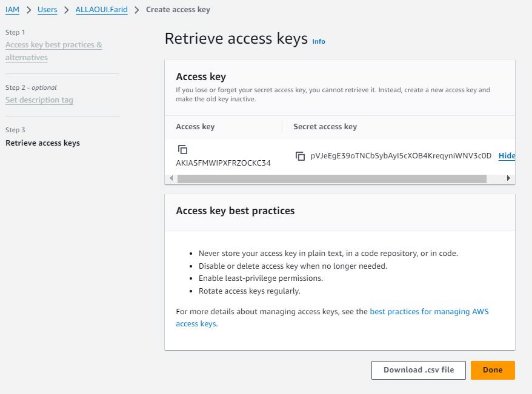 IAM > Users > ALLAOUI.Farid > Create access key
Step 1
Access key best practices &
alternatives
Step 2 - optional
Set description tag
Step 3
Retrieve access keys
Retrieve access keys Info
Access key
If you lose or forget your secret access key, you cannot retrieve it. Instead, create a new access key and
make the old key inactive.
Access key Secret access key
Hide
Access key best practices
• Never store your access key in plain text, in a code repository, or in code.
• Disable or delete access key when no longer needed.
• Enable least-privilege permissions.
• Rotate access keys regularly.
For more details about managing access keys, see the best practices for managing AWS
access keys.
Download .csv file Done